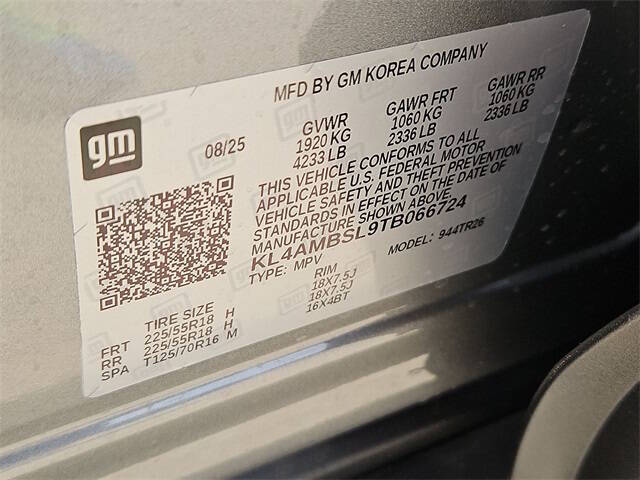 MFD BY GM KOREA COMPANY
gm
08/25
GVWR GAWR FRT GAWR RR
1920 KG 1060 KG 1060 KG
4233 LB 2336 LB 2336 LB
THIS VEHICLE CONFORMS TO ALL
APPLICABLE U.S. FEDERAL MOTOR
VEHICLE SAFETY AND THEFT PREVENTION
STANDARDS IN EFFECT ON THE DATE OF
MANUFACTURE SHOWN ABOVE.
KL4AMBSL9TB066724
TYPE: MPV MODEL: 944TR26
TIRE SIZE RIM
FRT 225/55R18 H 18X7.5J
RR 225/55R18 H 18X7.5J
SPA T125/70R16 M 16X4BT